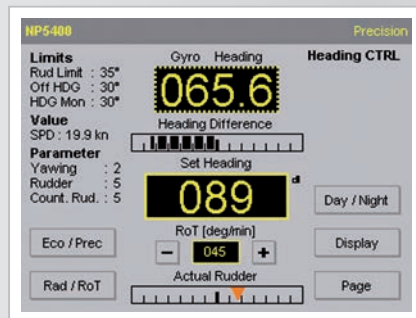 NP5400 Precision
Limits
Rud Limit : 35°
Off HDG : 30°
HDG Mon : 30°
Value
SPD : 19.9 kn
Parameter
Yawing : 2
Rudder : 5
Count. Rud. : 5
Eco / Prec
Rad / RoT
Gyro Heading
065.6
Heading Difference
Set Heading
089
RoT [deg/min]
− 045 +
Actual Rudder
Heading CTRL
Day / Night
Display
Page